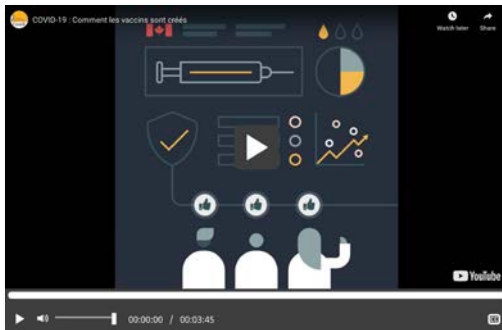 COVID-19 : Comment les vaccins sont créés
Watch later
Share
YouTube
00:00:00 / 00:03:45